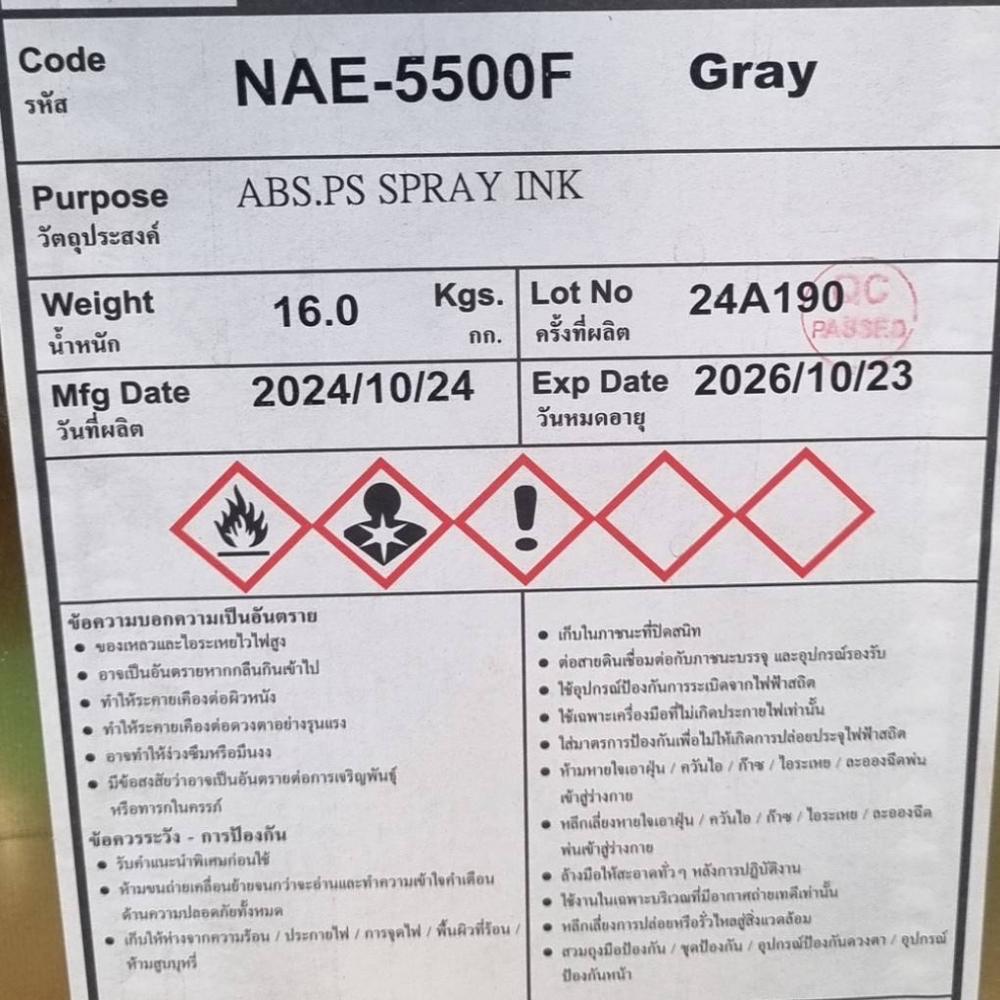 Code NAE-5500F Gray
รหัส
Purpose ABS.PS SPRAY INK
วัตถุประสงค์
Weight 16.0 Kgs.
น้ำหนัก กก.
Lot No 24A190
ครั้งที่ผลิต
QC
PASSED
Mfg Date 2024/10/24
วันที่ผลิต
Exp Date 2026/10/23
วันหมดอายุ
ข้อความบอกความเป็นอันตราย
● ของเหลวและไอระเหยไวไฟสูง
● อาจเป็นอันตรายหากกลืนกินเข้าไป
● ทำให้ระคายเคืองต่อผิวหนัง
● ทำให้ระคายเคืองต่อดวงตาอย่างรุนแรง
● อาจทำให้ง่วงซึมหรือมึนงง
● มีข้อสงสัยว่าอาจเป็นอันตรายต่อการเจริญพันธุ์
หรือทารกในครรภ์
ข้อควรระวัง - การป้องกัน
● รับคำแนะนำพิเศษก่อนใช้
● ห้ามขนถ่ายเคลื่อนย้ายจนกว่าจะอ่านและทำความเข้าใจคำเตือน
ด้านความปลอดภัยทั้งหมด
● เก็บให้ห่างจากความร้อน / ประกายไฟ / การจุดไฟ / พื้นผิวที่ร้อน /
ห้ามสูบบุหรี่
● เก็บในภาชนะที่ปิดสนิท
● ต่อสายดินเชื่อมต่อกับภาชนะบรรจุ และอุปกรณ์รองรับ
● ใช้อุปกรณ์ป้องกันการระเบิดจากไฟฟ้าสถิต
● ใช้เฉพาะเครื่องมือที่ไม่เกิดประกายไฟเท่านั้น
● ใส่มาตรการป้องกันเพื่อไม่ให้เกิดการปล่อยประจุไฟฟ้าสถิต
● ห้ามหายใจเอาฝุ่น / ควันไอ / ก๊าซ / ไอระเหย / ละอองฉีดพ่น
เข้าสู่ร่างกาย
● หลีกเลี่ยงหายใจเอาฝุ่น / ควันไอ / ก๊าซ / ไอระเหย / ละอองฉีด
พ่นเข้าสู่ร่างกาย
● ล้างมือให้สะอาดทั่วๆ หลังการปฏิบัติงาน
● ใช้งานในเฉพาะบริเวณที่มีอากาศถ่ายเทดีเท่านั้น
● หลีกเลี่ยงการปล่อยหรือรั่วไหลสู่สิ่งแวดล้อม
● สวมถุงมือป้องกัน / ชุดป้องกัน / อุปกรณ์ป้องกันดวงตา / อุปกรณ์
ป้องกันหน้า